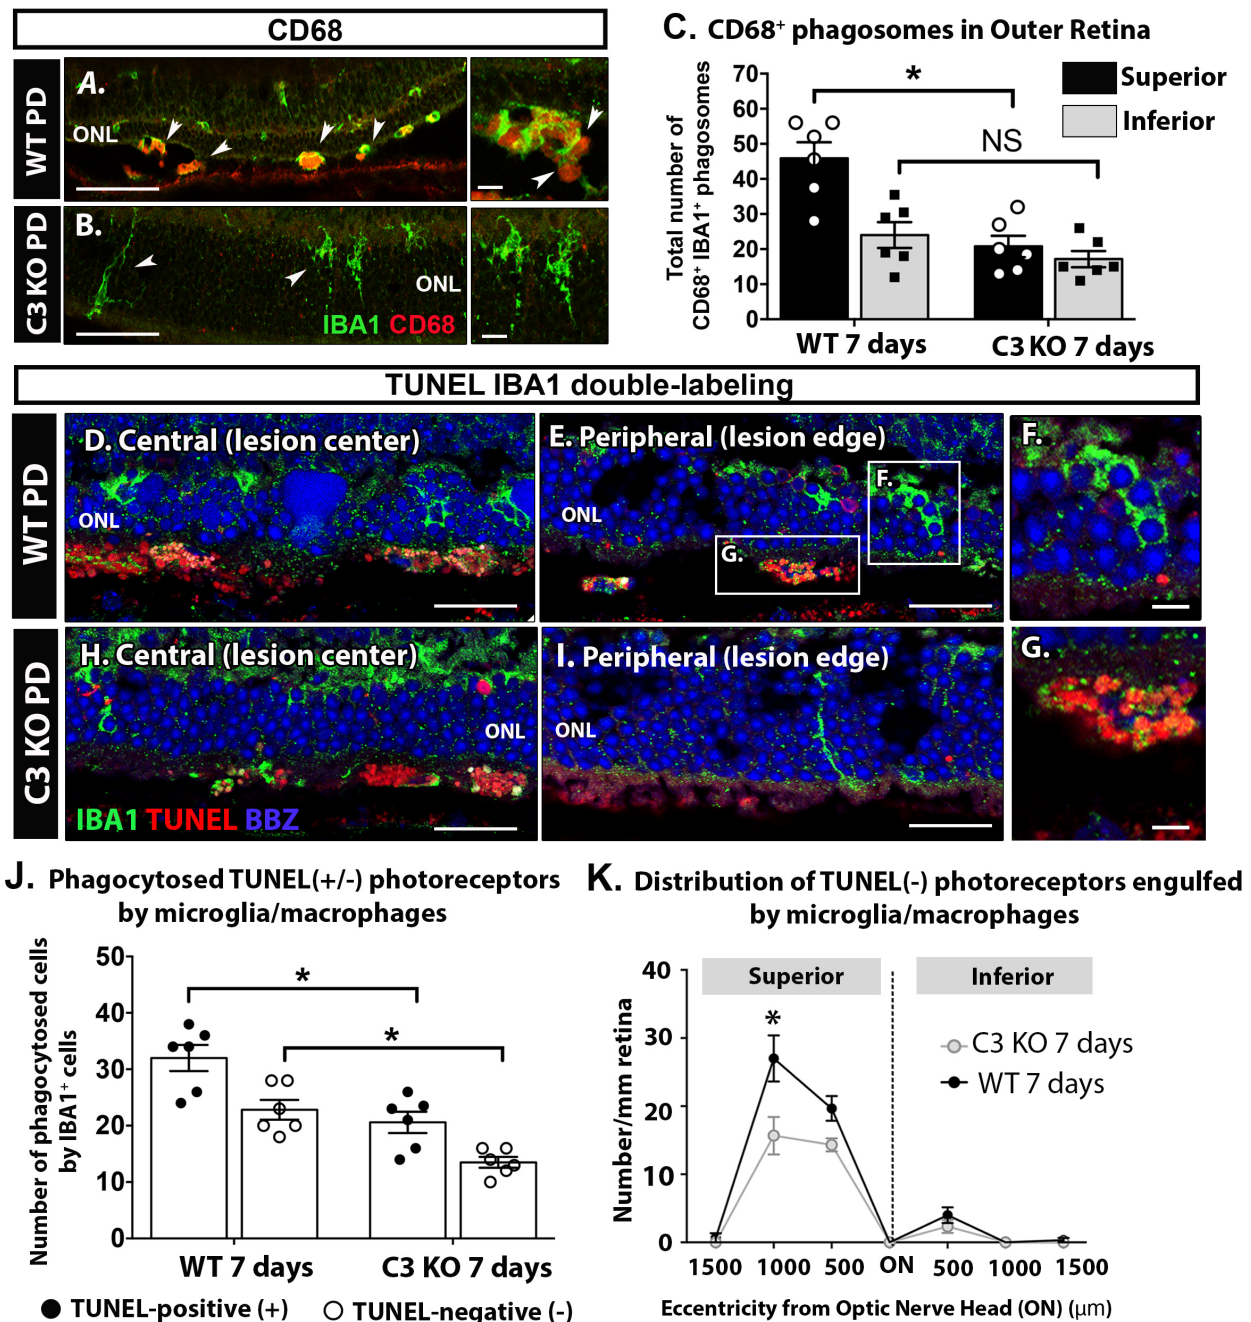 CD68
WT PD
A.
ONL
C3 KO PD
B.
ONL
IBA1 CD68
C. CD68+ phagosomes in Outer Retina
Total number of
CD68+ IBA1+ phagosomes
70
60
50
40
30
20
10
0
*
NS
Superior
Inferior
WT 7 days
C3 KO 7 days
TUNEL IBA1 double-labeling
WT PD
D. Central (lesion center)
ONL
E. Peripheral (lesion edge)
ONL
F.
G.
F.
C3 KO PD
H. Central (lesion center)
ONL
IBA1 TUNEL BBZ
I. Peripheral (lesion edge)
ONL
G.
J. Phagocytosed TUNEL(+/-) photoreceptors
by microglia/macrophages
Number of phagocytosed cells
by IBA1+ cells
50
40
30
20
10
0
*
*
WT 7 days
C3 KO 7 days
TUNEL-positive (+)
TUNEL-negative (-)
K. Distribution of TUNEL(-) photoreceptors engulfed
by microglia/macrophages
Number/mm retina
40
30
20
10
0
Superior
Inferior
*
C3 KO 7 days
WT 7 days
1500 1000 500 ON 500 1000 1500
Eccentricity from Optic Nerve Head (ON) (μm)